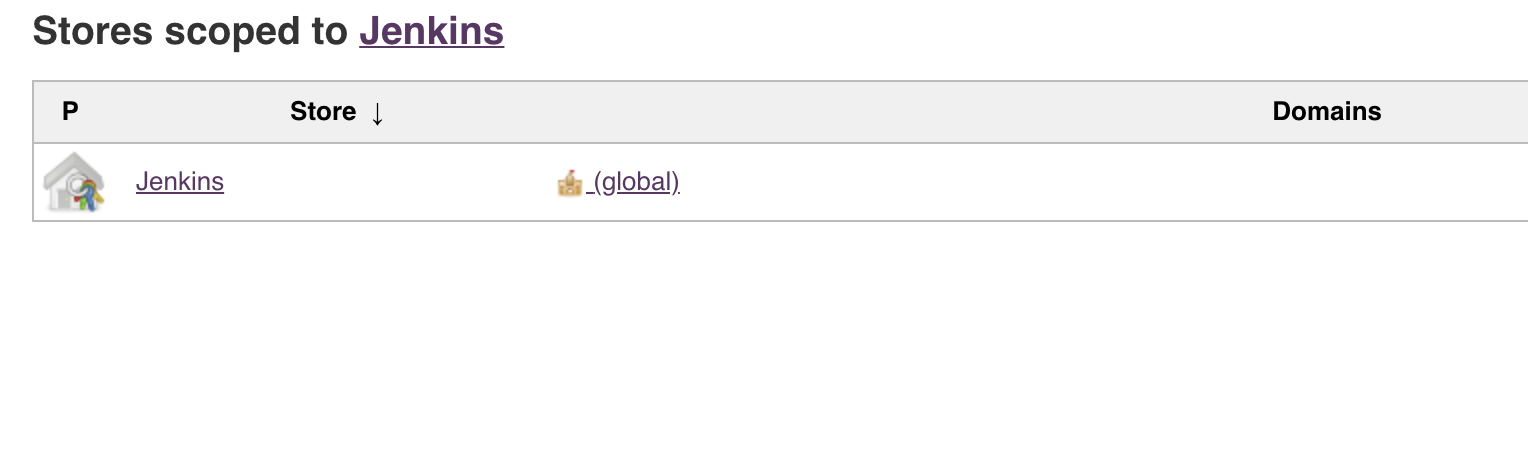 Stores scoped to Jenkins
P Store ↓ Domains
Jenkins (global)